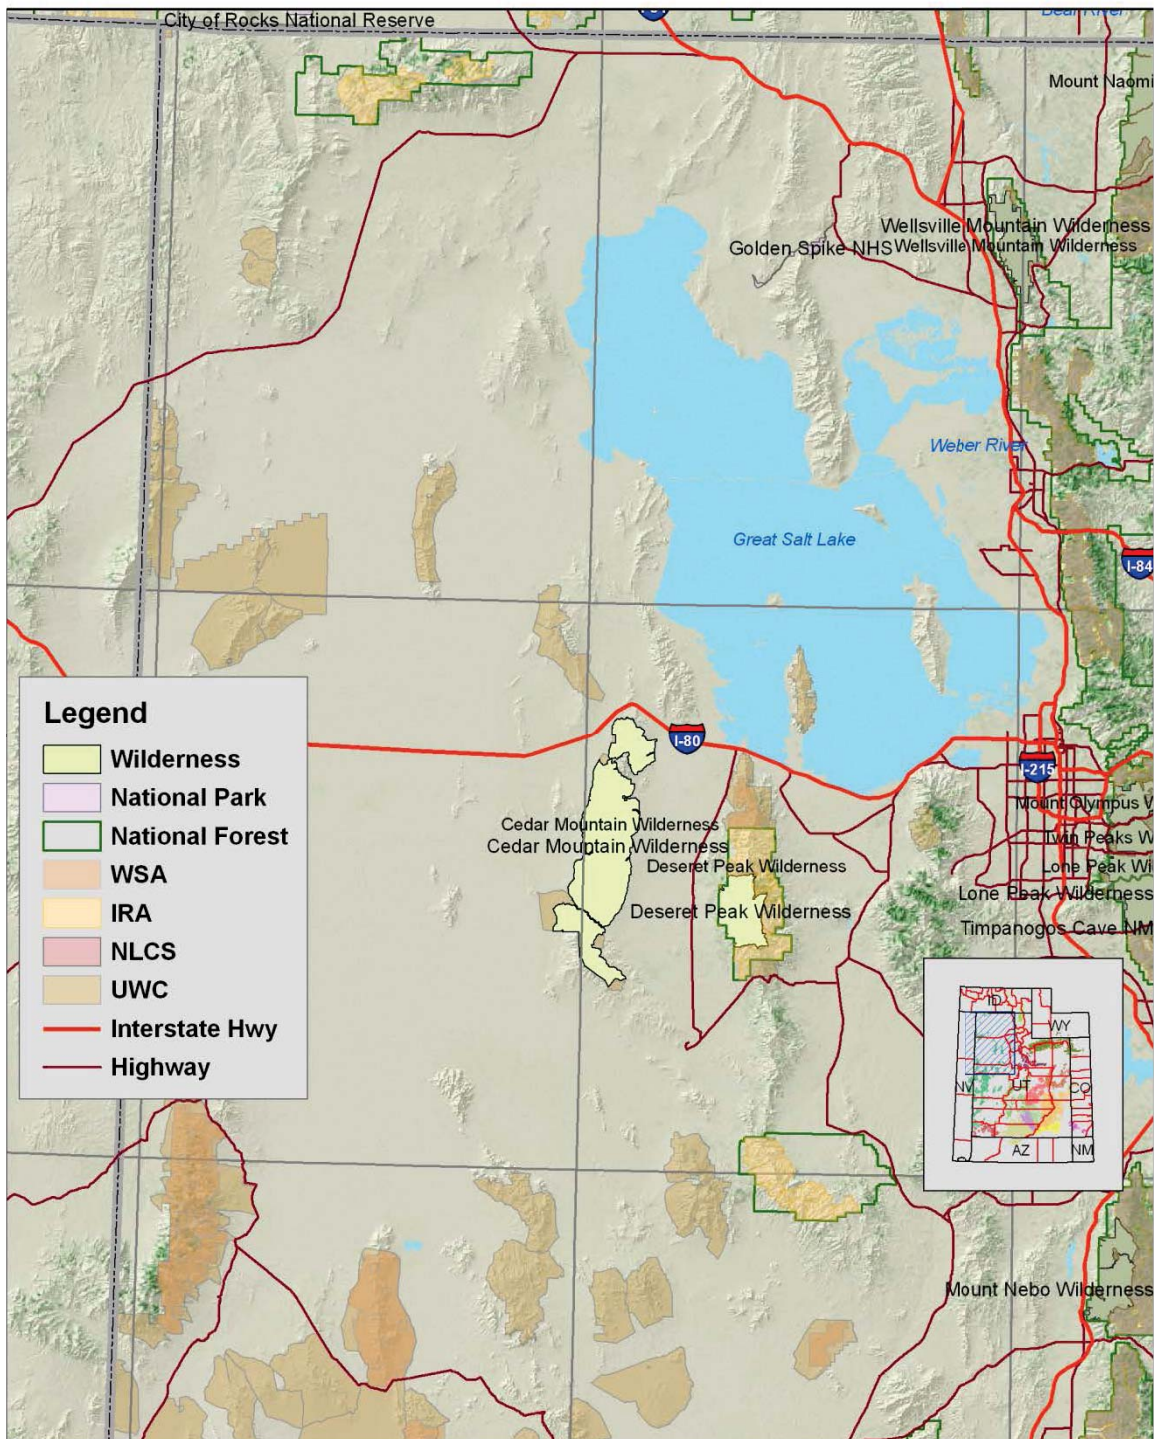 City of Rocks National Reserve
Bear River
Mount Naomi
Wellsville Mountain Wilderness
Golden Spike NHS
Wellsville Mountain Wilderness
Weber River
Great Salt Lake
I-84
Legend
Wilderness
National Park
National Forest
WSA
IRA
NLCS
UWC
Interstate Hwy
Highway
I-80
I-215
Mount Olympus W
Cedar Mountain Wilderness
Twin Peaks W
Cedar Mountain Wilderness
Deseret Peak Wilderness
Lone Peak Wi
Lone Peak Wilderness
Deseret Peak Wilderness
Timpanogos Cave NM
ID
WY
NV
UT
CO
AZ
NM
Mount Nebo Wilderness